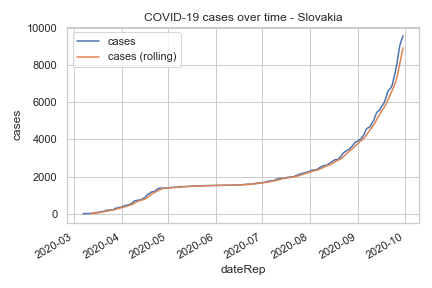 COVID-19 cases over time - Slovakia
cases
cases (rolling)
10000
8000
6000
4000
2000
0
cases
2020-03
2020-04
2020-05
2020-06
2020-07
2020-08
2020-09
2020-10
dateRep